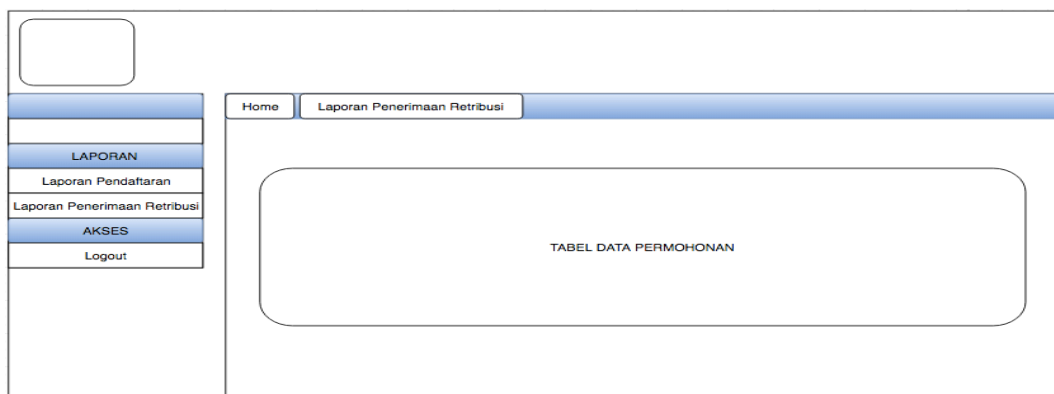 Home
Laporan Penerimaan Retribusi
LAPORAN
Laporan Pendaftaran
Laporan Penerimaan Retribusi
AKSES
Logout
TABEL DATA PERMOHONAN